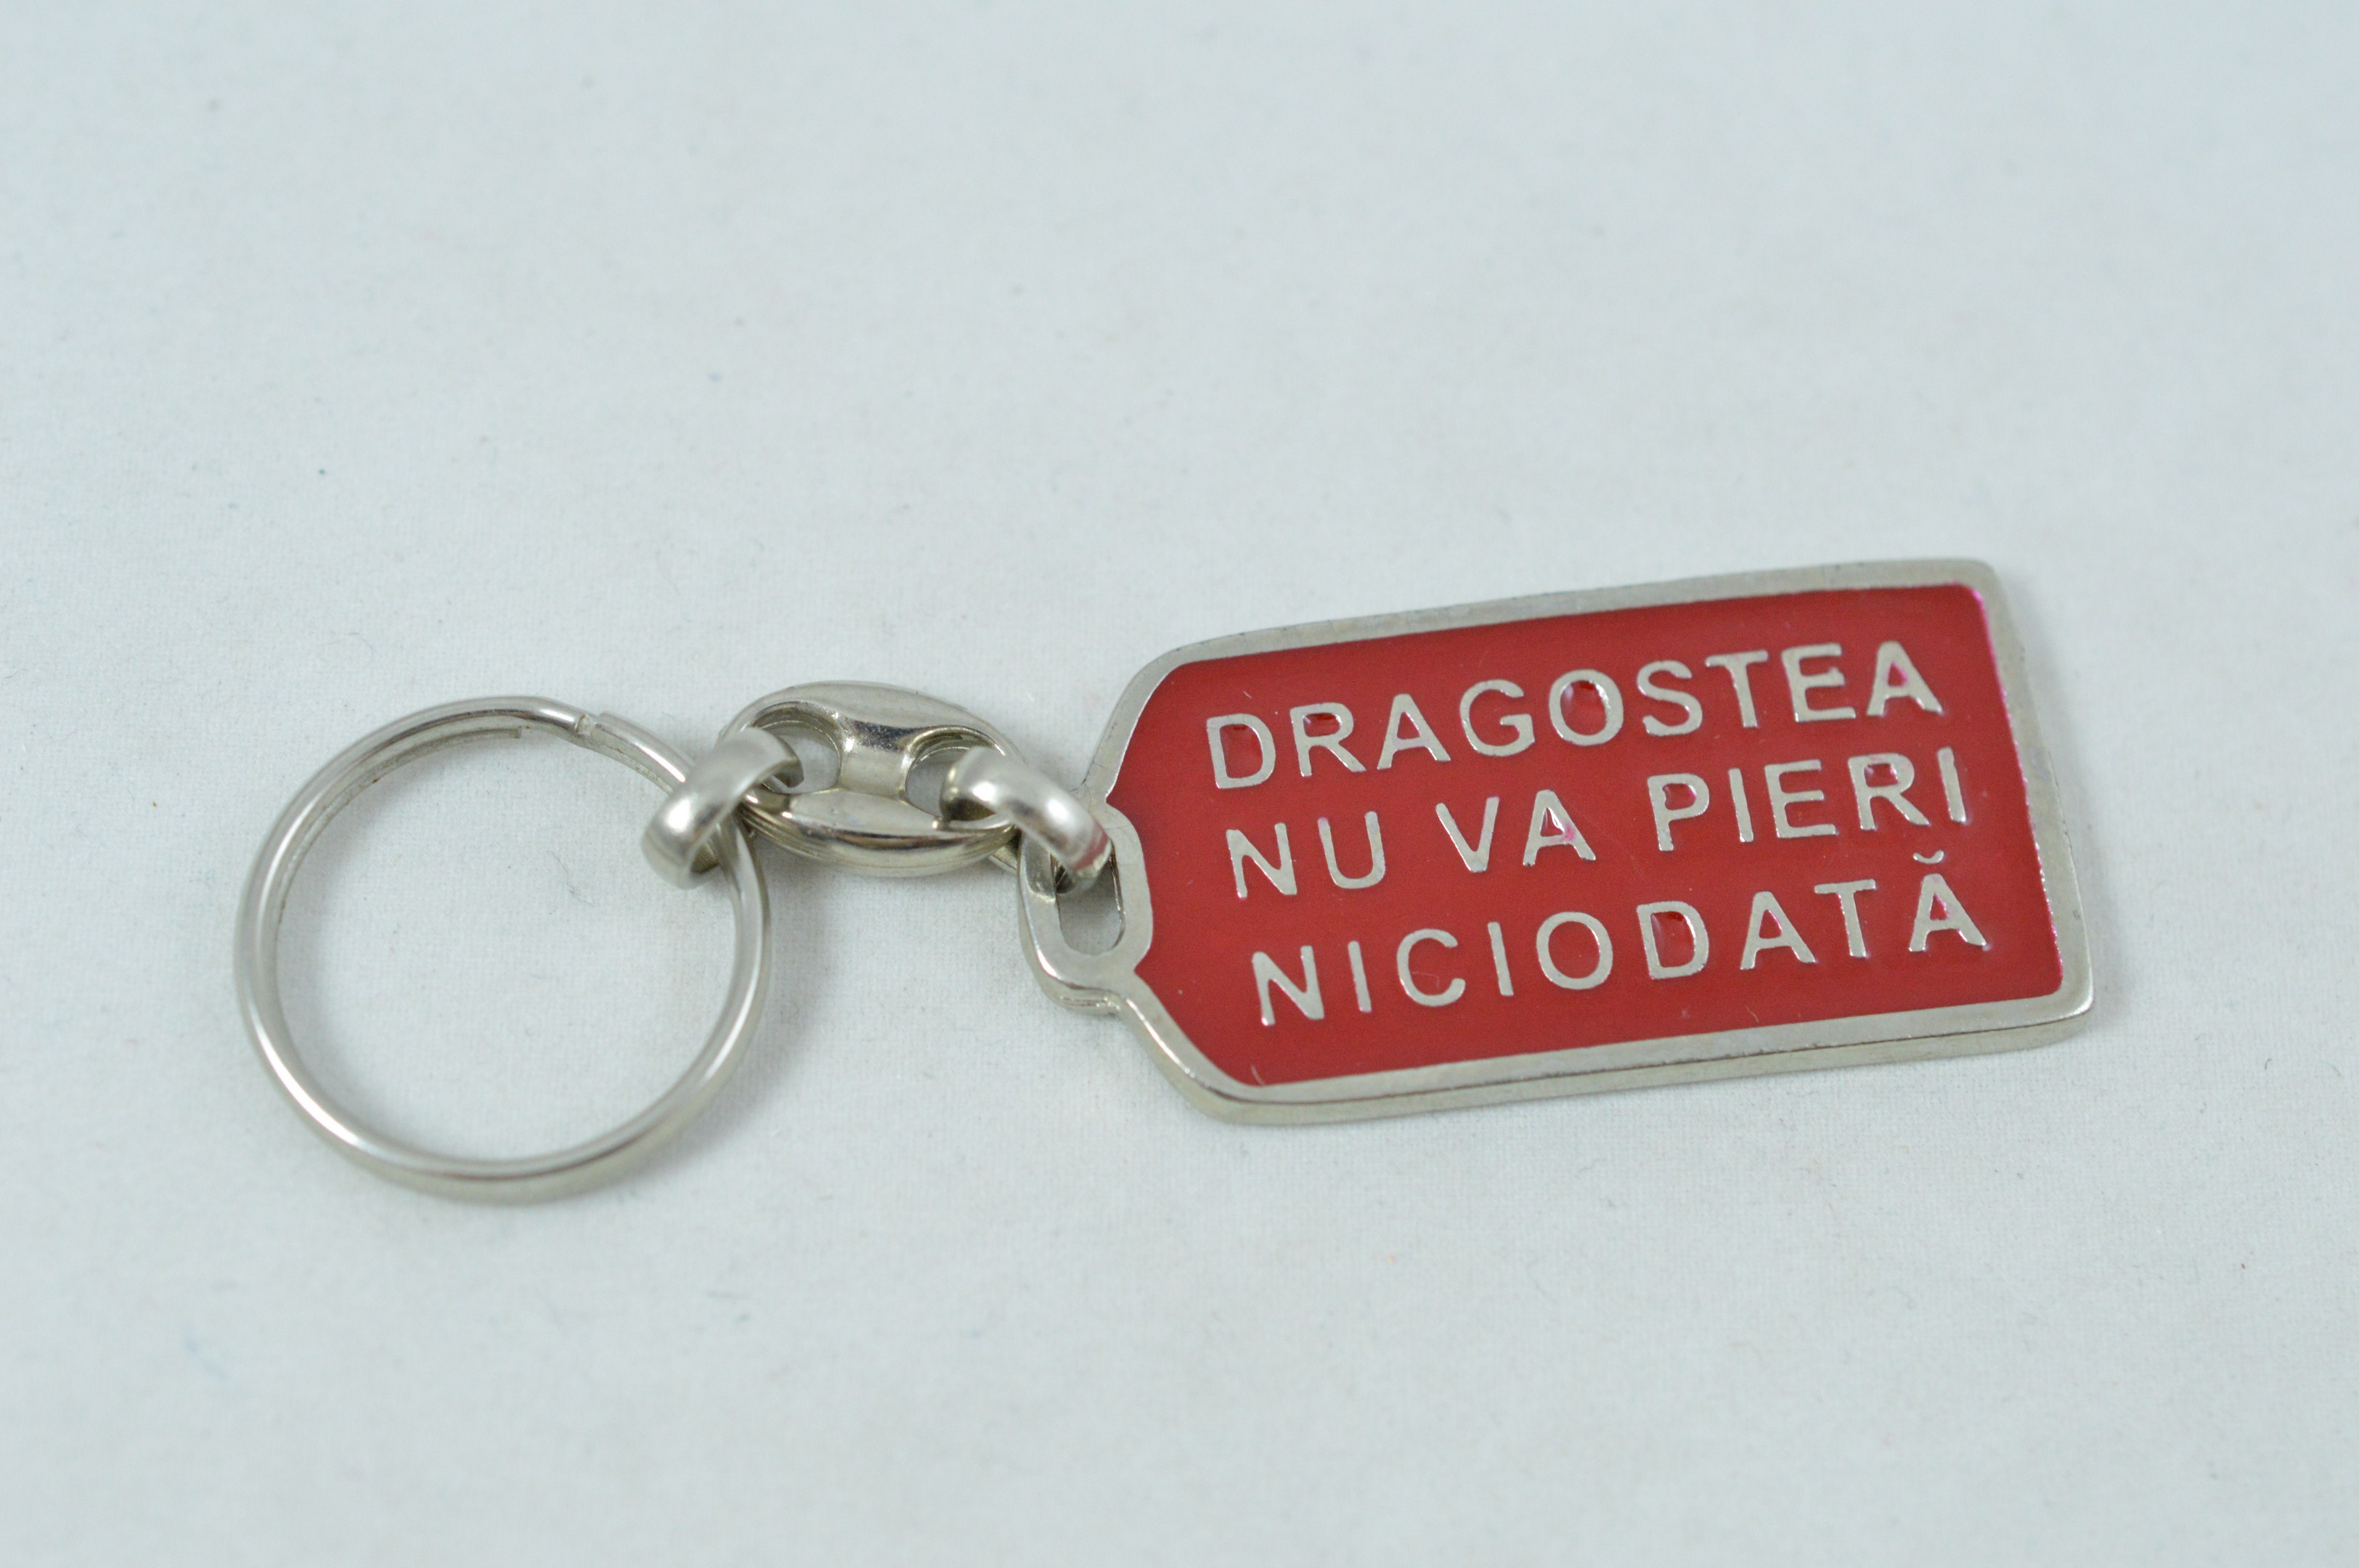 DRAGOSTEA
NU VA PIERI
NICIODATĂ